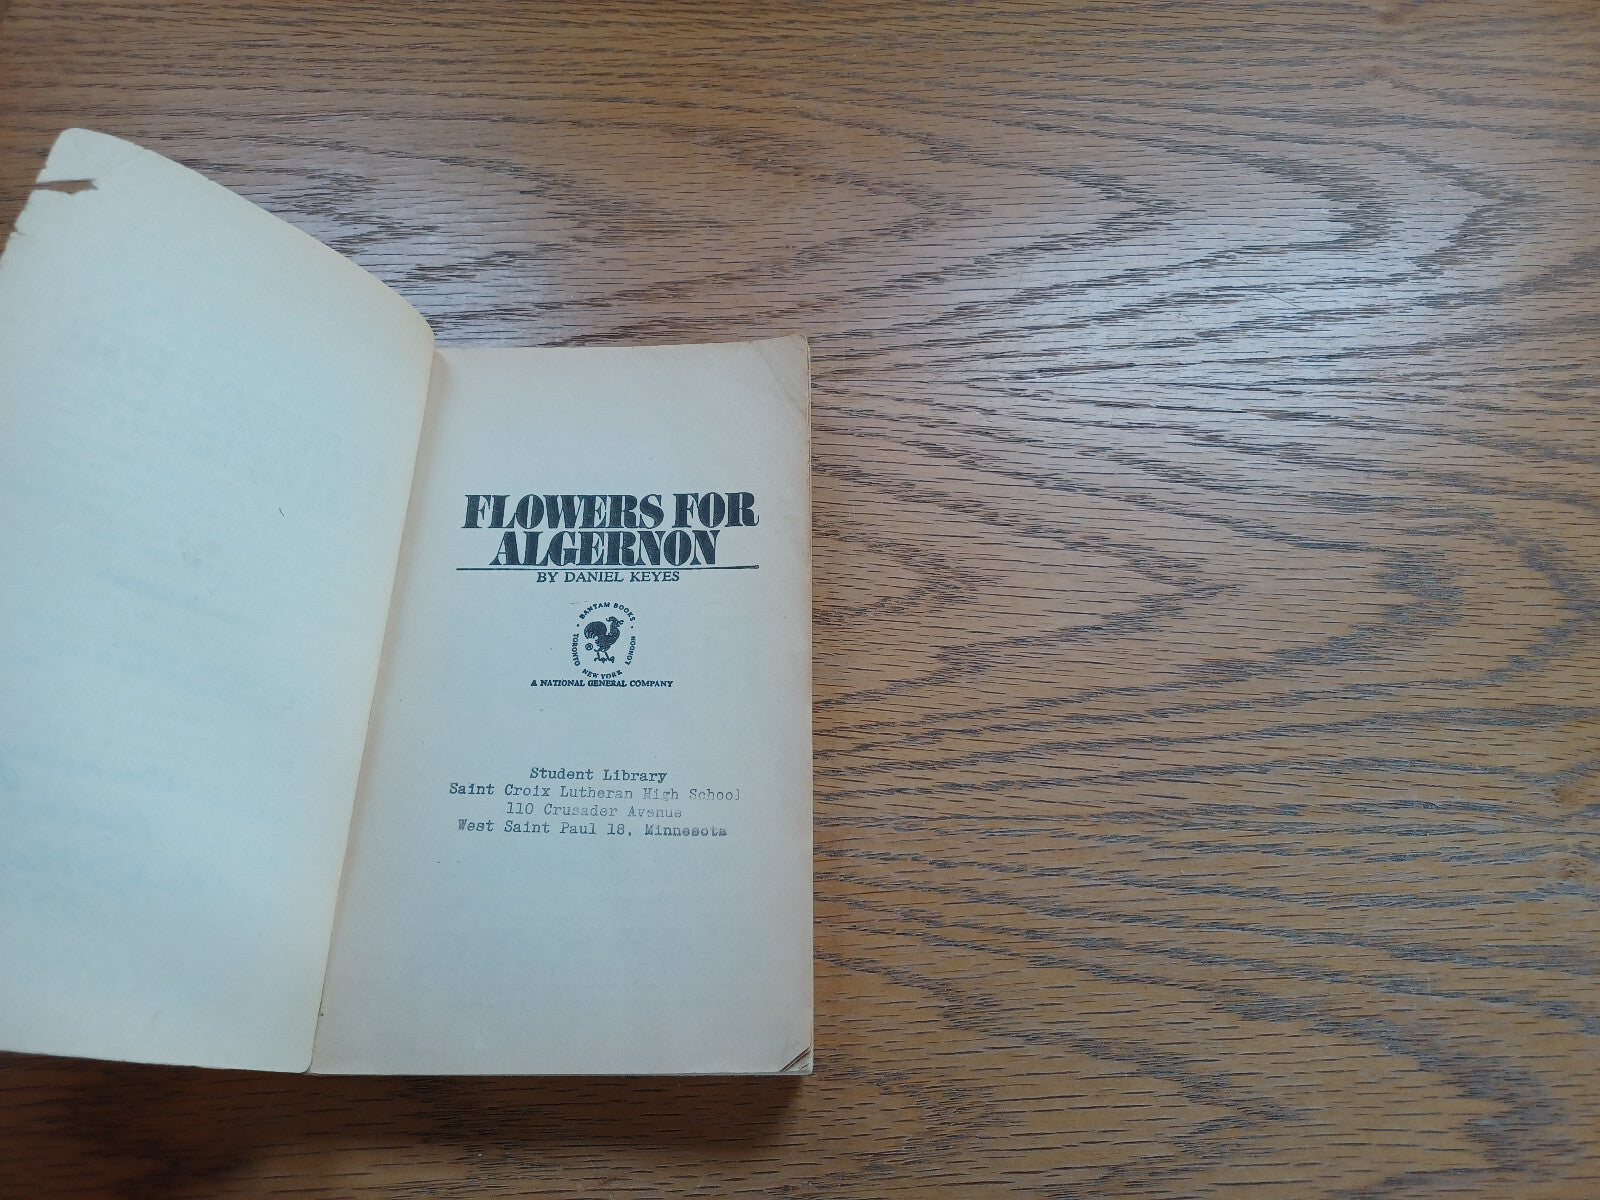 FLOWERS FOR
ALGERNON
BY DANIEL KEYES
BANTAM BOOKS
TORONTO · NEW YORK · LONDON
®
A NATIONAL GENERAL COMPANY
Student Library
Saint Croix Lutheran High School
110 Crusader Avenue
West Saint Paul 18, Minnesota